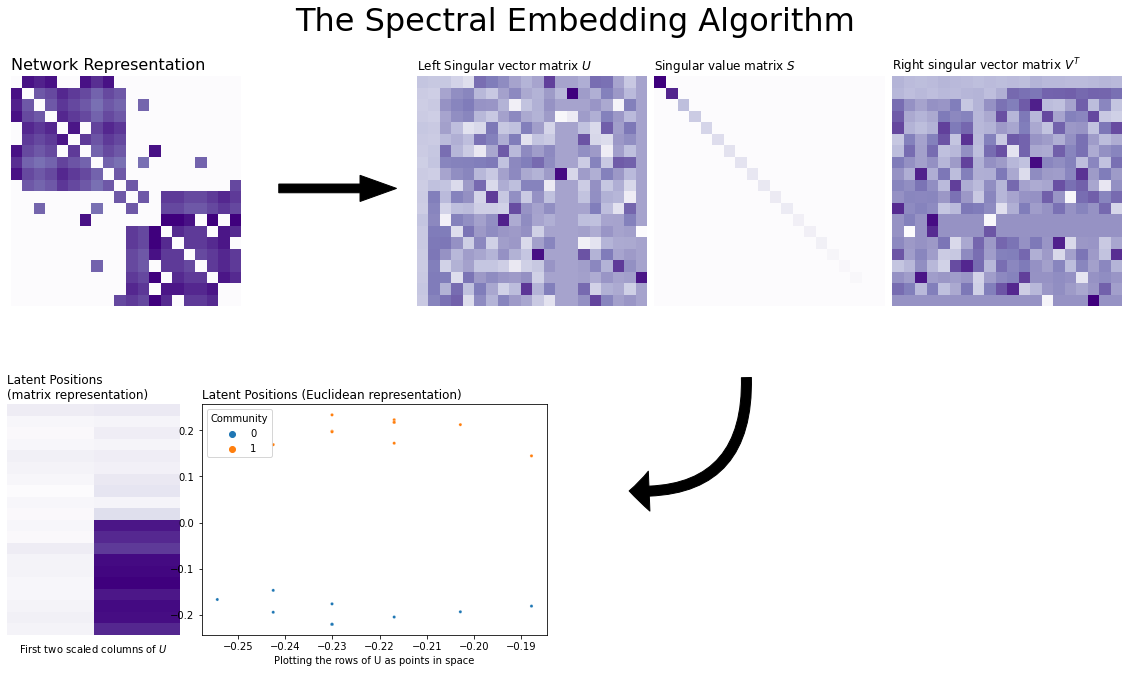 The Spectral Embedding Algorithm
Network Representation
Left Singular vector matrix U
Singular value matrix S
Right singular vector matrix V^T
Latent Positions
(matrix representation)
First two scaled columns of U
Latent Positions (Euclidean representation)
Community
0
1
0.2
0.1
0.0
−0.1
−0.2
−0.25 −0.24 −0.23 −0.22 −0.21 −0.20 −0.19
Plotting the rows of U as points in space